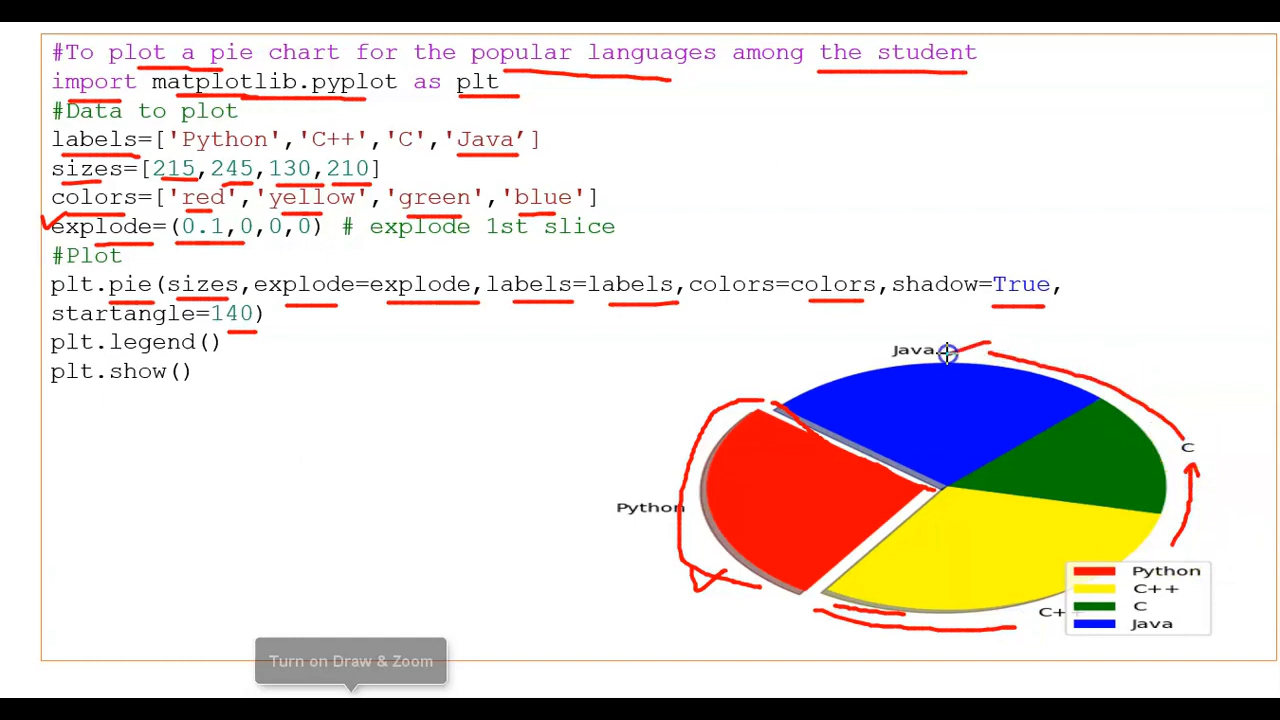 #To plot a pie chart for the popular languages among the student
import matplotlib.pyplot as plt
#Data to plot
labels=['Python','C++','C','Java’]
sizes=[215,245,130,210]
colors=['red','yellow','green','blue']
explode=(0.1,0,0,0) # explode 1st slice
#Plot
plt.pie(sizes,explode=explode,labels=labels,colors=colors,shadow=True,
startangle=140)
plt.legend()
plt.show()
Java
C
Python
C++
Python
C++
C
Java
Turn on Draw & Zoom